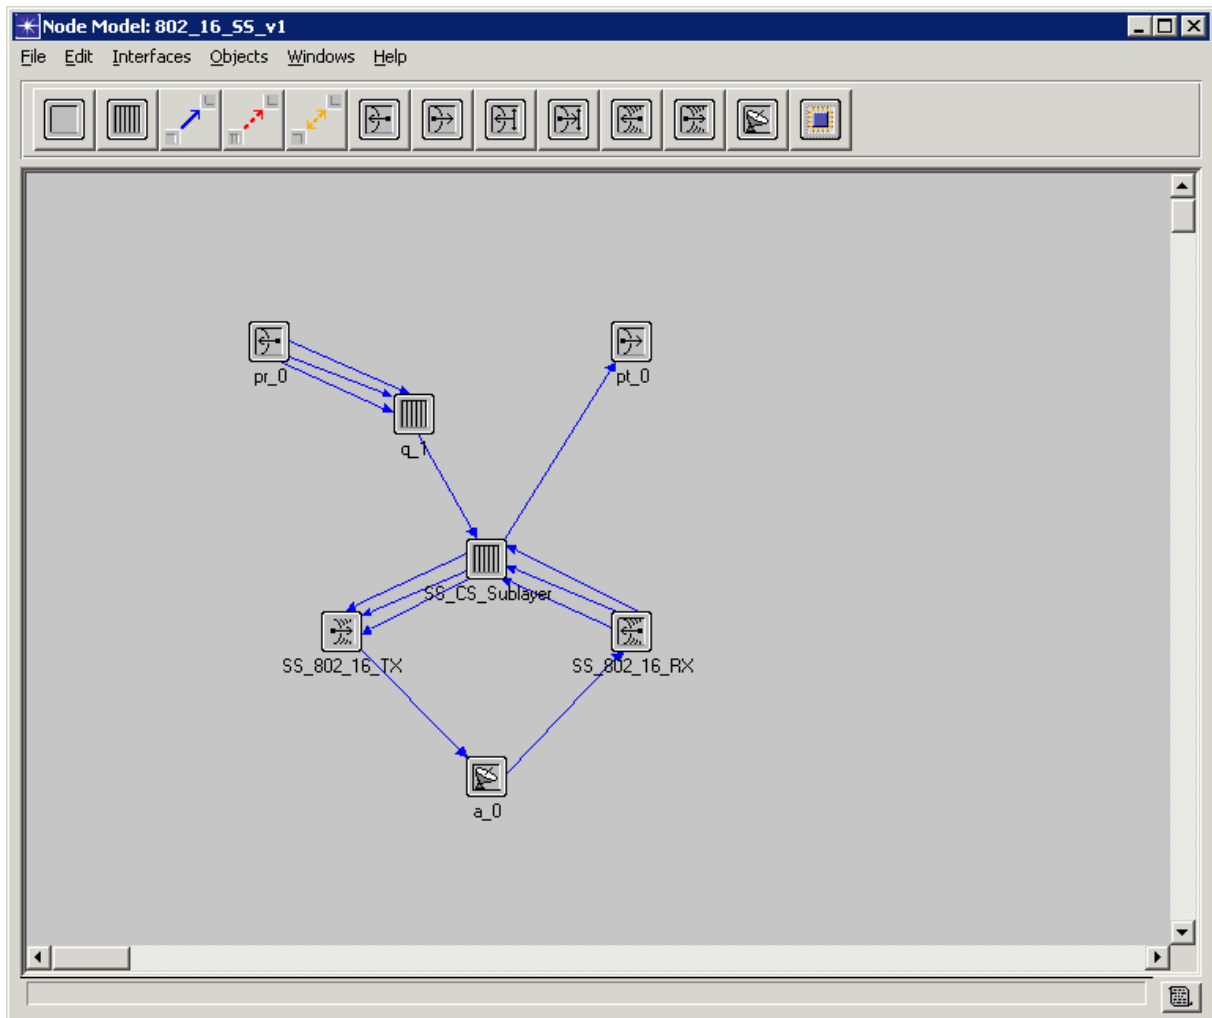 Node Model: 802_16_SS_v1
File Edit Interfaces Objects Windows Help
pr_0
pt_0
q_1
SS_CS_Sublayer
SS_802_16_TX
SS_802_16_RX
a_0